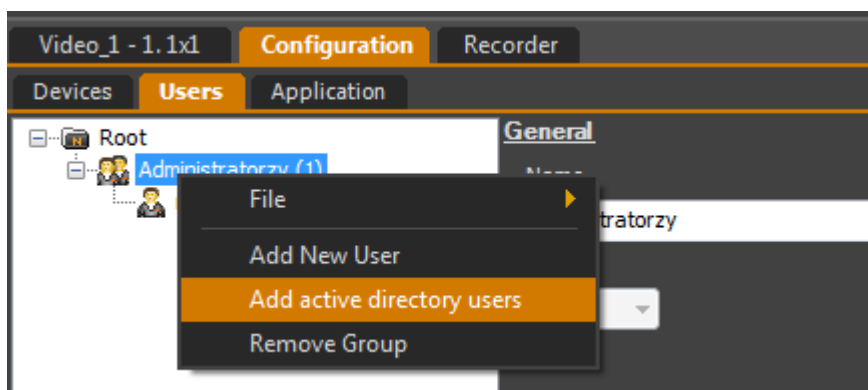 Video_1 - 1. 1x1 Configuration Recorder
Devices Users Application
Root
Administratorzy (1)
General
File
Add New User
Add active directory users
Remove Group